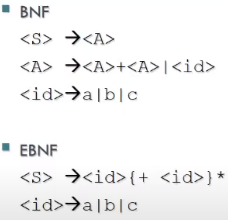 BNF
<S> →<A>
<A> →<A>+<A>|<id>
<id>→a|b|c
EBNF
<S> →<id>{+ <id>}*
<id>→a|b|c